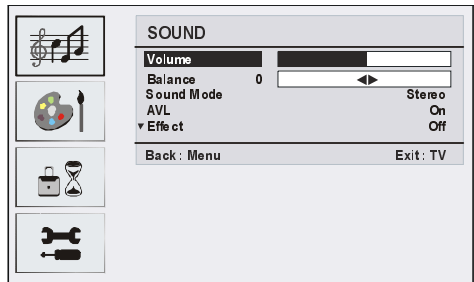 SOUND
Volume
Balance 0
Sound Mode Stereo
AVL On
Effect Off
Back: Menu Exit: TV